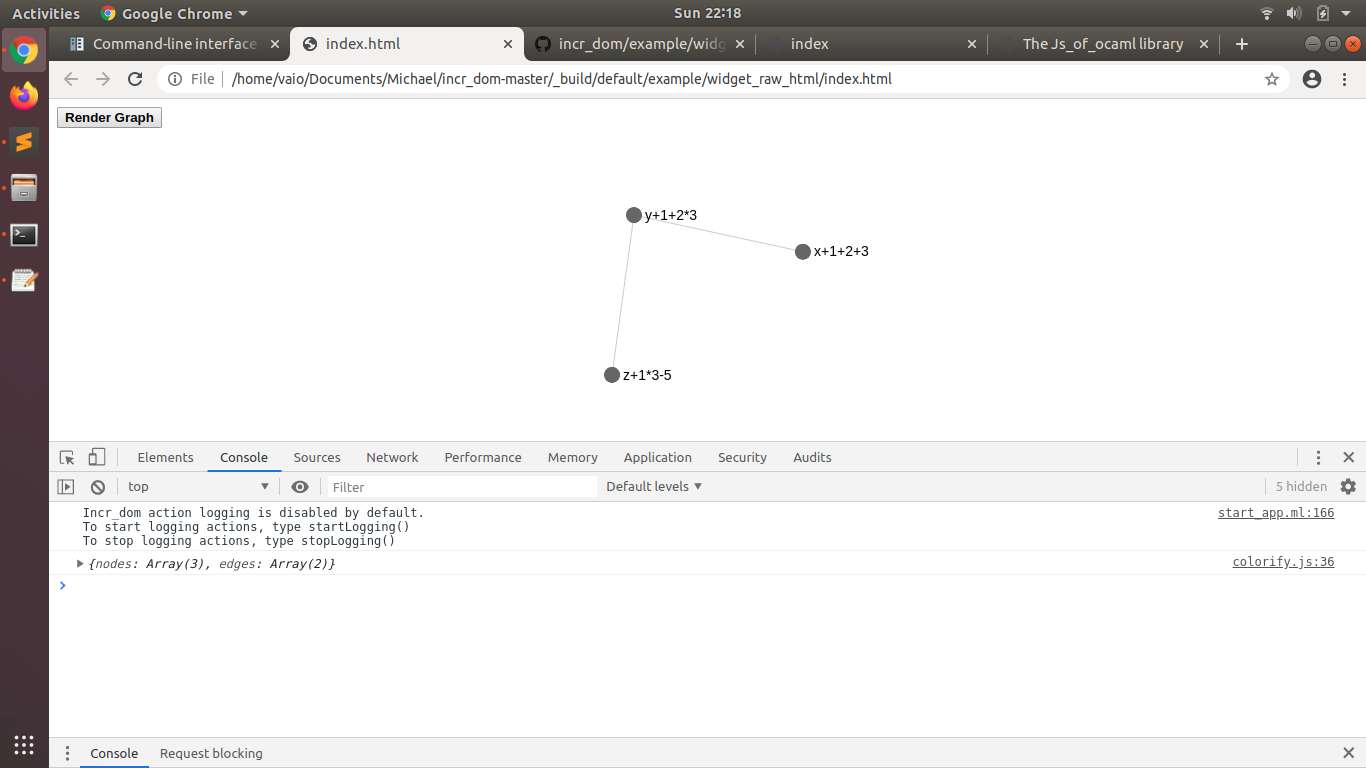 Activities
Google Chrome
Sun 22:18
Command-line interface
index.html
incr_dom/example/widg
index
The Js_of_ocaml library
File
/home/vaio/Documents/Michael/incr_dom-master/_build/default/example/widget_raw_html/index.html
Render Graph
y+1+2*3
x+1+2+3
z+1*3-5
Elements
Console
Sources
Network
Performance
Memory
Application
Security
Audits
top
Filter
Default levels
5 hidden
Incr_dom action logging is disabled by default.
start_app.ml:166
To start logging actions, type startLogging()
To stop logging actions, type stopLogging()
{nodes: Array(3), edges: Array(2)}
colorify.js:36
Console
Request blocking